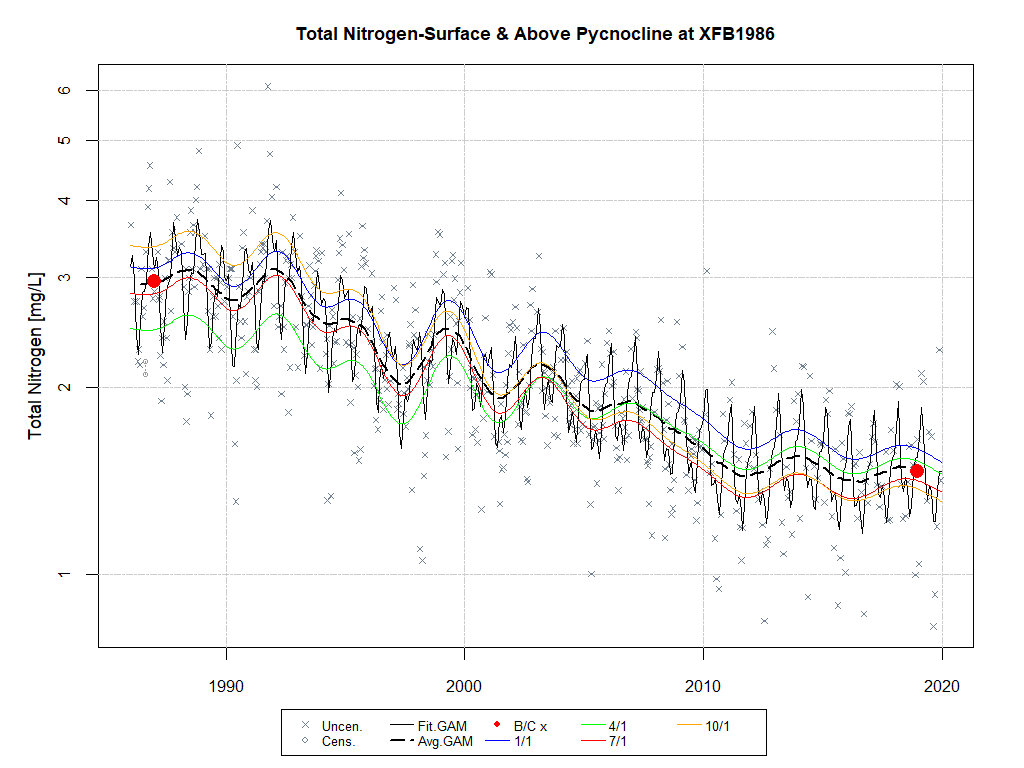 Total Nitrogen-Surface & Above Pycnocline at XFB1986
Total Nitrogen [mg/L]
6
5
4
3
2
1
1990 2000 2010 2020
Uncen. Fit.GAM B/C x 4/1 10/1
Cens. Avg.GAM 1/1 7/1